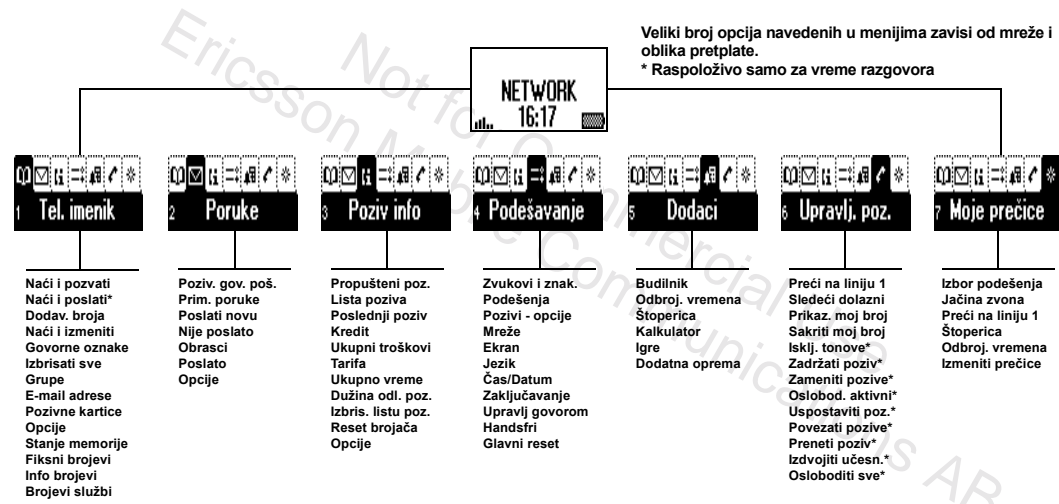 Veliki broj opcija navedenih u menijima zavisi od mreže i
oblika pretplate.
* Raspoloživo samo za vreme razgovora
NETWORK
16:17
1 Tel. imenik
Naći i pozvati
Naći i poslati*
Dodav. broja
Naći i izmeniti
Govorne oznake
Izbrisati sve
Grupe
E-mail adrese
Pozivne kartice
Opcije
Stanje memorije
Fiksni brojevi
Info brojevi
Brojevi službi
2 Poruke
Poziv. gov. poš.
Prim. poruke
Poslati novu
Nije poslato
Obrasci
Poslato
Opcije
3 Poziv info
Propušteni poz.
Lista poziva
Poslednji poziv
Kredit
Ukupni troškovi
Tarifa
Ukupno vreme
Dužina odl. poz.
Izbris. listu poz.
Reset brojača
Opcije
4 Podešavanje
Zvukovi i znak.
Podešenja
Pozivi - opcije
Mreže
Ekran
Jezik
Čas/Datum
Zaključavanje
Upravlj govorom
Handsfri
Glavni reset
5 Dodaci
Budilnik
Odbroj. vremena
Štoperica
Kalkulator
Igre
Dodatna oprema
6 Upravlj. poz.
Preći na liniju 1
Sledeći dolazni
Prikaz. moj broj
Sakriti moj broj
Isklj. tonove*
Zadržati poziv*
Zameniti pozive*
Oslobod. aktivni*
Uspostaviti poz.*
Povezati pozive*
Preneti poziv*
Izdvojiti učesn.*
Osloboditi sve*
7 Moje prečice
Izbor podešenja
Jačina zvona
Preći na liniju 1
Štoperica
Odbroj. vremena
Izmeniti prečice
Not for Commercial Use
Ericsson Mobile Communications AB